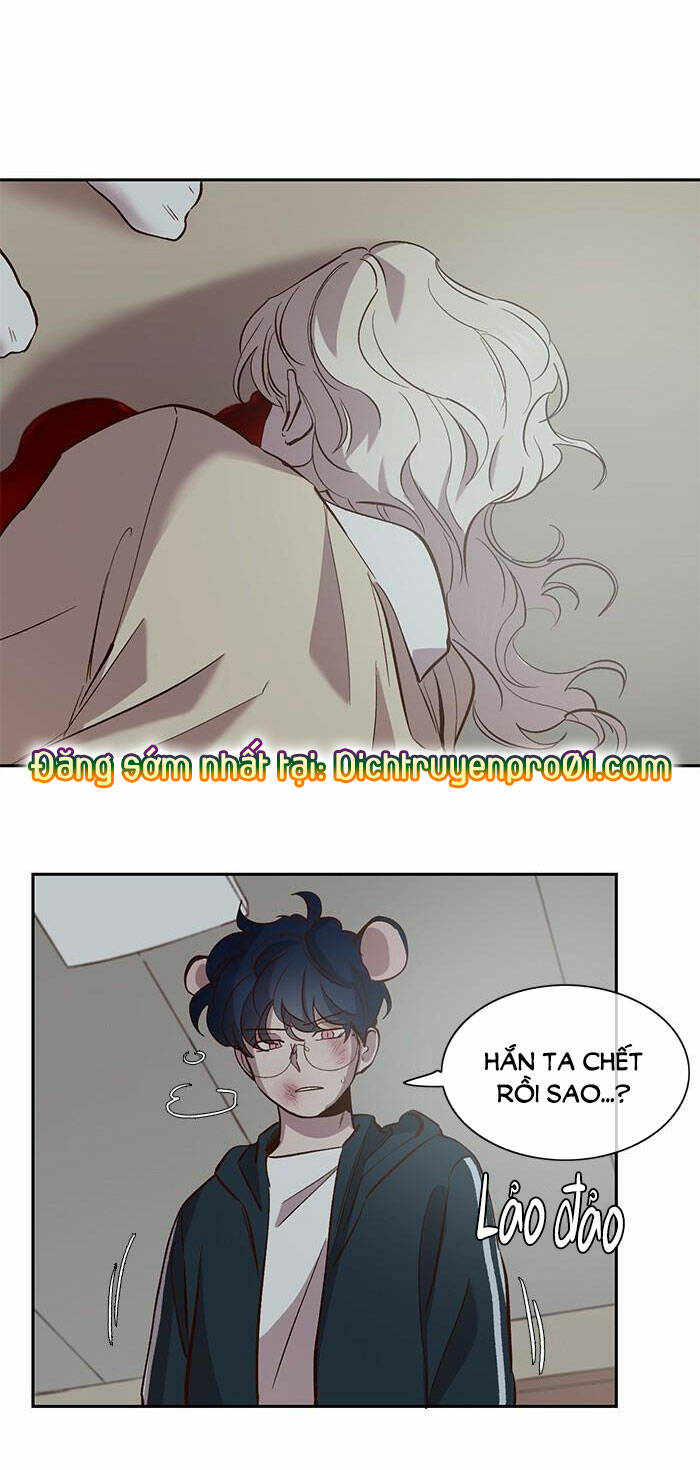 Đăng sớm nhất tại: Dichtruyenpro01.com
HẮN TA CHẾT
RỒI SAO...?
Lảo đảo